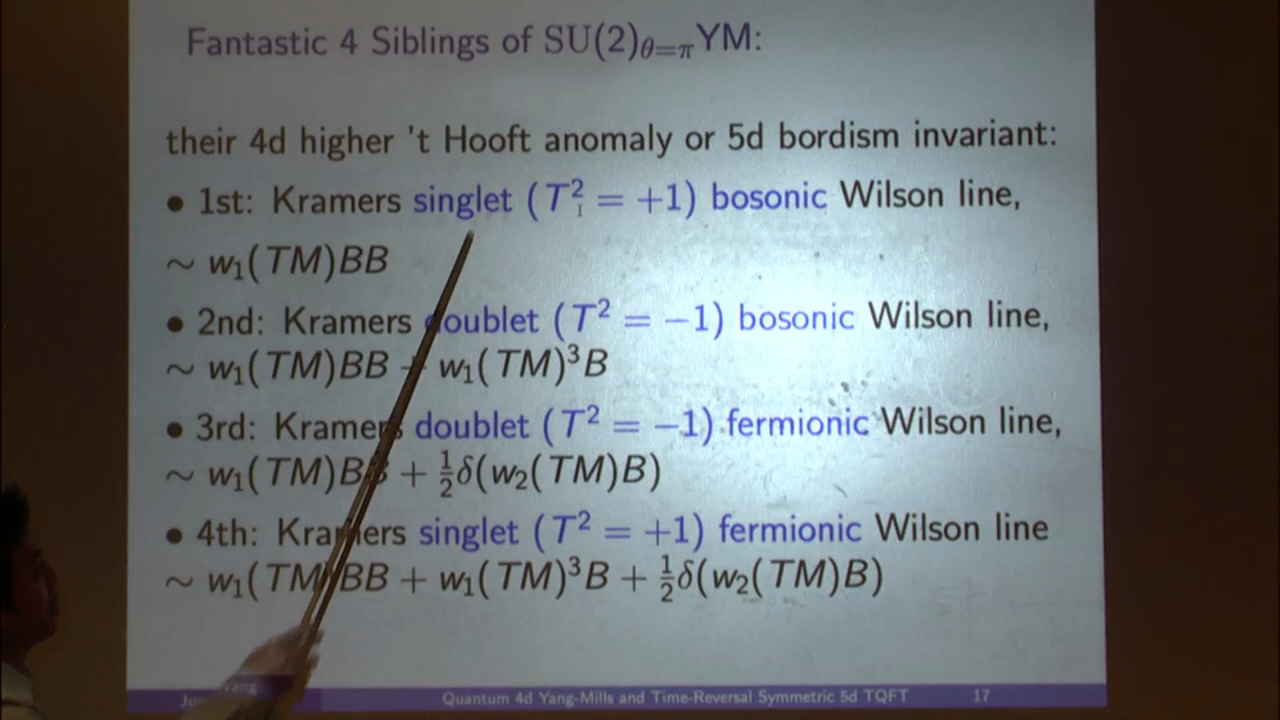 Fantastic 4 Siblings of SU(2)θ=π YM:
their 4d higher 't Hooft anomaly or 5d bordism invariant:
• 1st: Kramers singlet (T² = +1) bosonic Wilson line,
∼ w₁(TM)BB
• 2nd: Kramers doublet (T² = −1) bosonic Wilson line,
∼ w₁(TM)BB + w₁(TM)³B
• 3rd: Kramers doublet (T² = −1) fermionic Wilson line,
∼ w₁(TM)BB + ½δ(w₂(TM)B)
• 4th: Kramers singlet (T² = +1) fermionic Wilson line
∼ w₁(TM)BB + w₁(TM)³B + ½δ(w₂(TM)B)
Quantum 4d Yang-Mills and Time-Reversal Symmetric 5d TQFT 17